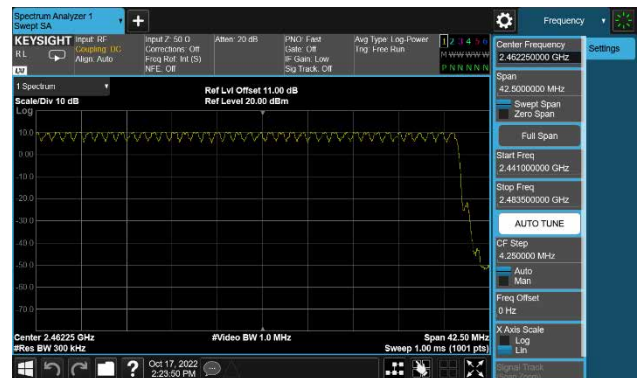 Spectrum Analyzer 1
Swept SA
+
Frequency
KEYSIGHT
RL
LXI
Input: RF
Coupling: DC
Align: Auto
Input Z: 50 Ω
Corrections: Off
Freq Ref: Int (S)
NFE: Off
Atten: 20 dB
PNO: Fast
Gate: Off
IF Gain: Low
Sig Track: Off
Avg Type: Log-Power
Trig: Free Run
1 2 3 4 5 6
M W W W W W
P N N N N N
Center Frequency
2.462250000 GHz
Settings
Span
42.5000000 MHz
Swept Span
Zero Span
Full Span
Start Freq
2.441000000 GHz
Stop Freq
2.483500000 GHz
AUTO TUNE
CF Step
4.250000 MHz
Auto
Man
Freq Offset
0 Hz
X Axis Scale
Log
Lin
Signal Track
1 Spectrum
Scale/Div 10 dB
Ref Lvl Offset 11.00 dB
Ref Level 20.00 dBm
Log
10.0
0.00
-10.0
-20.0
-30.0
-40.0
-50.0
-60.0
-70.0
Center 2.46225 GHz
#Res BW 300 kHz
#Video BW 1.0 MHz
Span 42.50 MHz
Sweep 1.00 ms (1001 pts)
?
Oct 17, 2022
2:23:50 PM